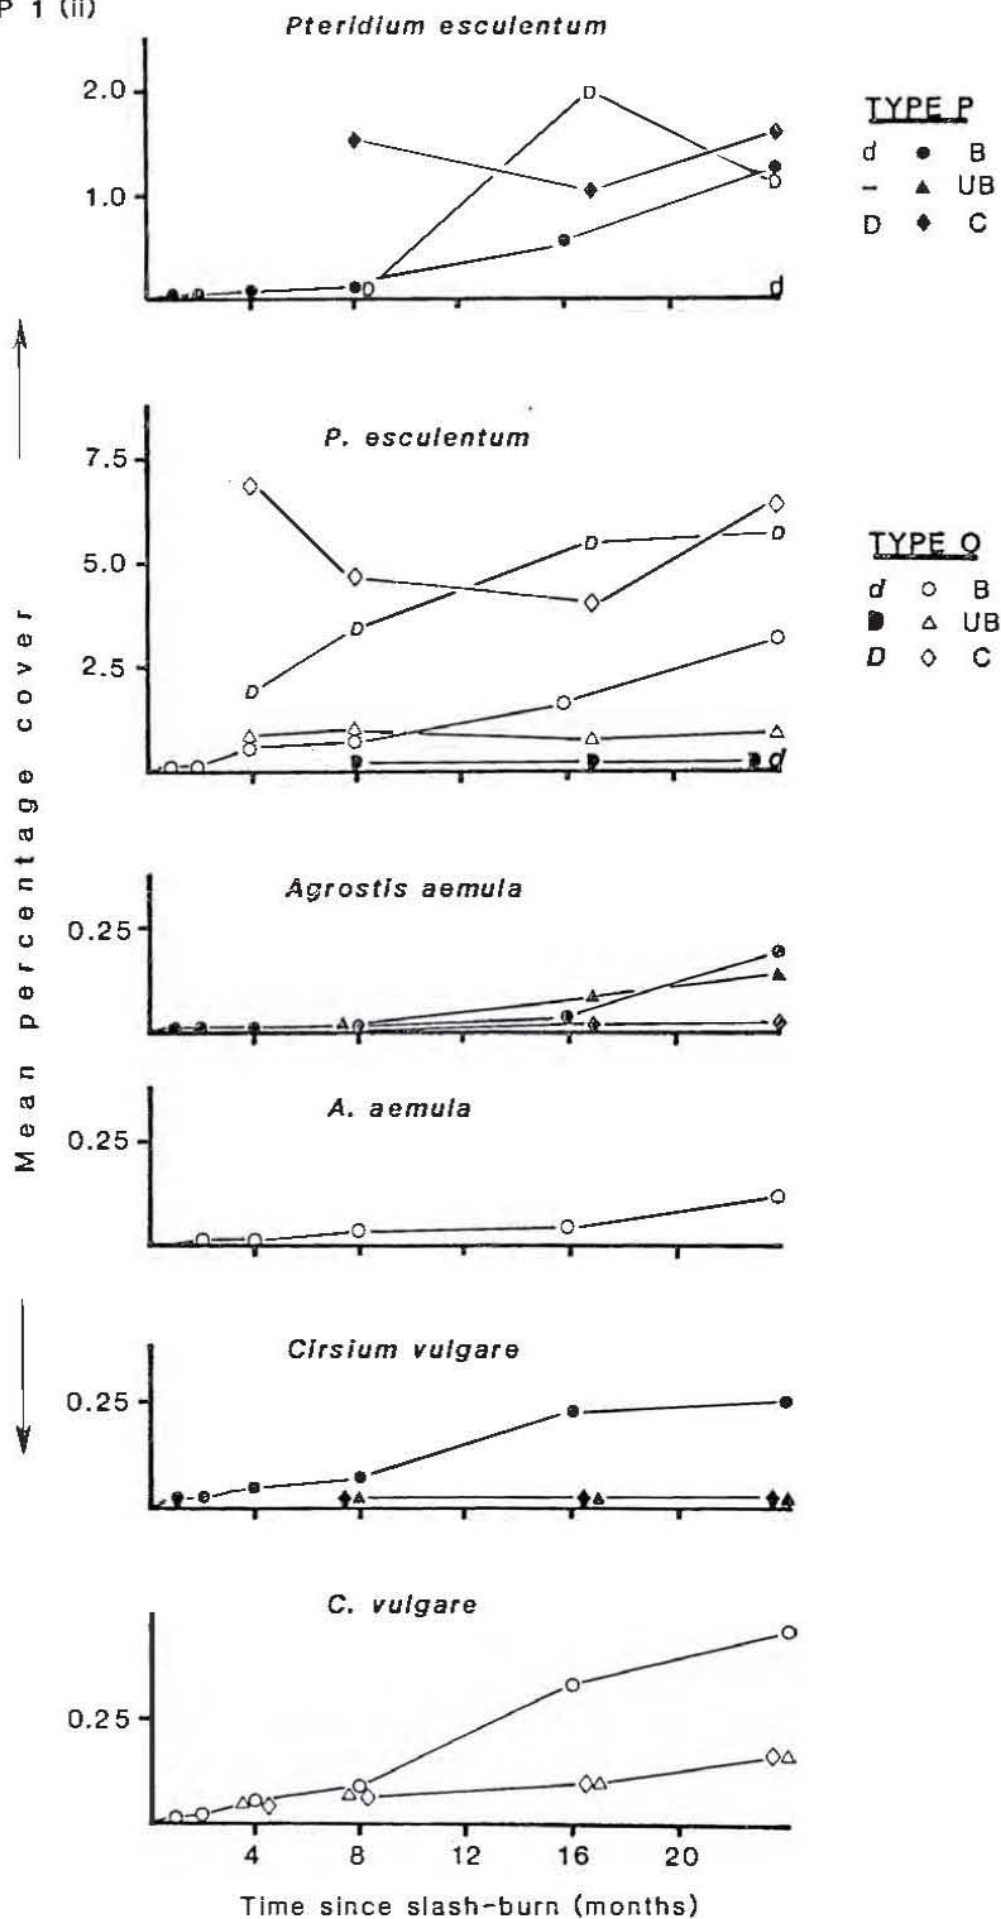 P 1 (ii)
Pteridium esculentum
2.0
1.0
D
D
D
d
TYPE P
d ● B
– ▲ UB
D ◆ C
P. esculentum
7.5
5.0
2.5
D
D
D
D
d
TYPE O
d ○ B
D △ UB
D ◇ C
Mean percentage cover
Agrostis aemula
0.25
A. aemula
0.25
Cirsium vulgare
0.25
C. vulgare
0.25
4 8 12 16 20
Time since slash-burn (months)